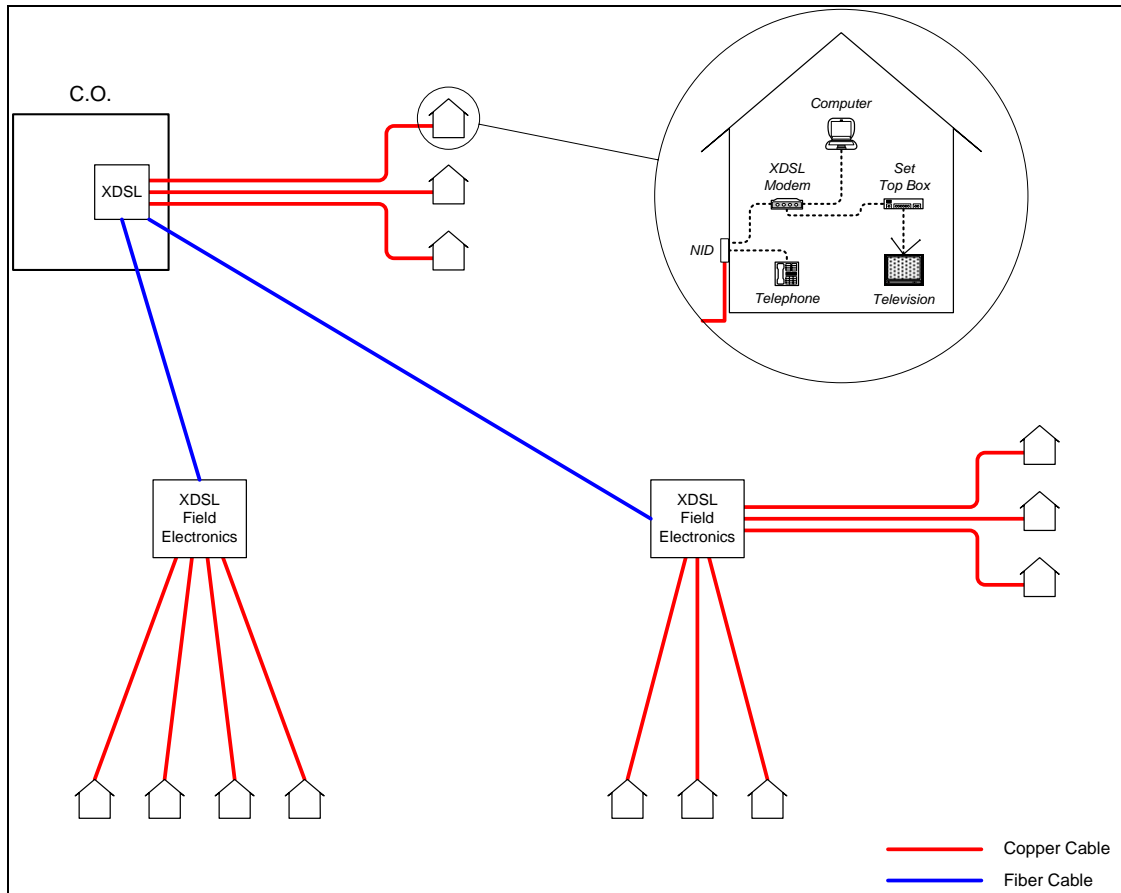 C.O.
XDSL
Computer
XDSL
Modem
Set
Top Box
NID
Telephone
Television
XDSL
Field
Electronics
XDSL
Field
Electronics
Copper Cable
Fiber Cable